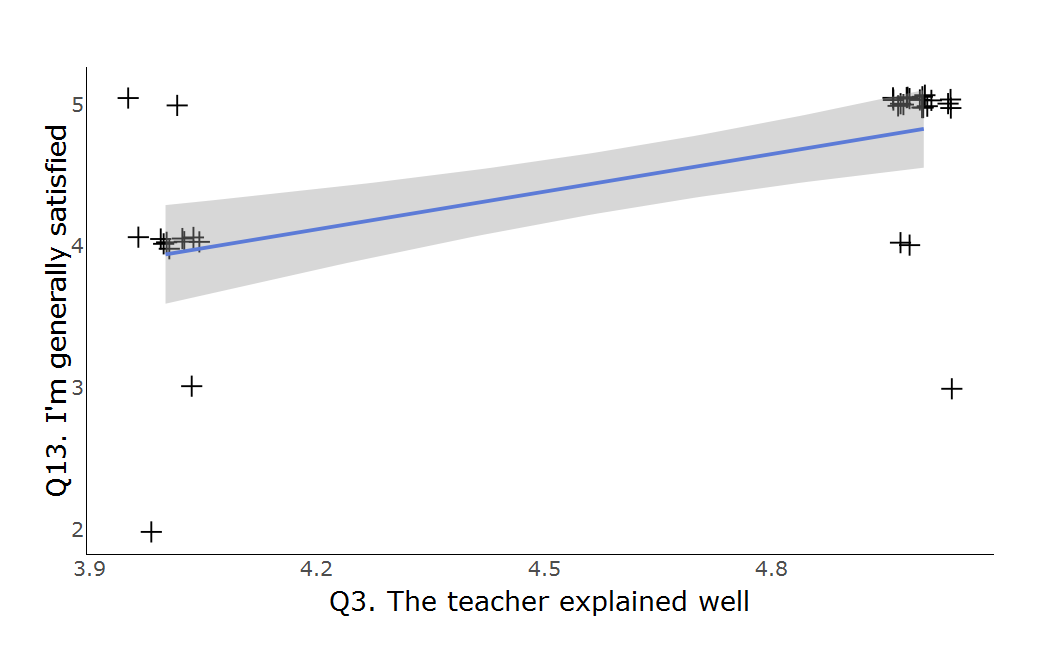 Q13. I'm generally satisfied
5
4
3
2
3.9 4.2 4.5 4.8
Q3. The teacher explained well